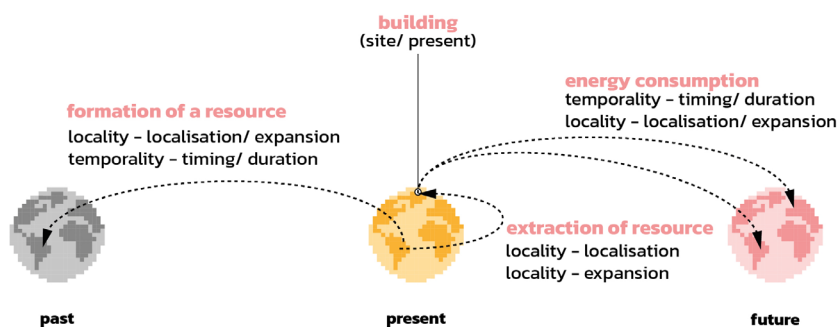 building
(site/ present)
formation of a resource
locality - localisation/ expansion
temporality - timing/ duration
energy consumption
temporality - timing/ duration
locality - localisation/ expansion
extraction of resource
locality - localisation
locality - expansion
past
present
future